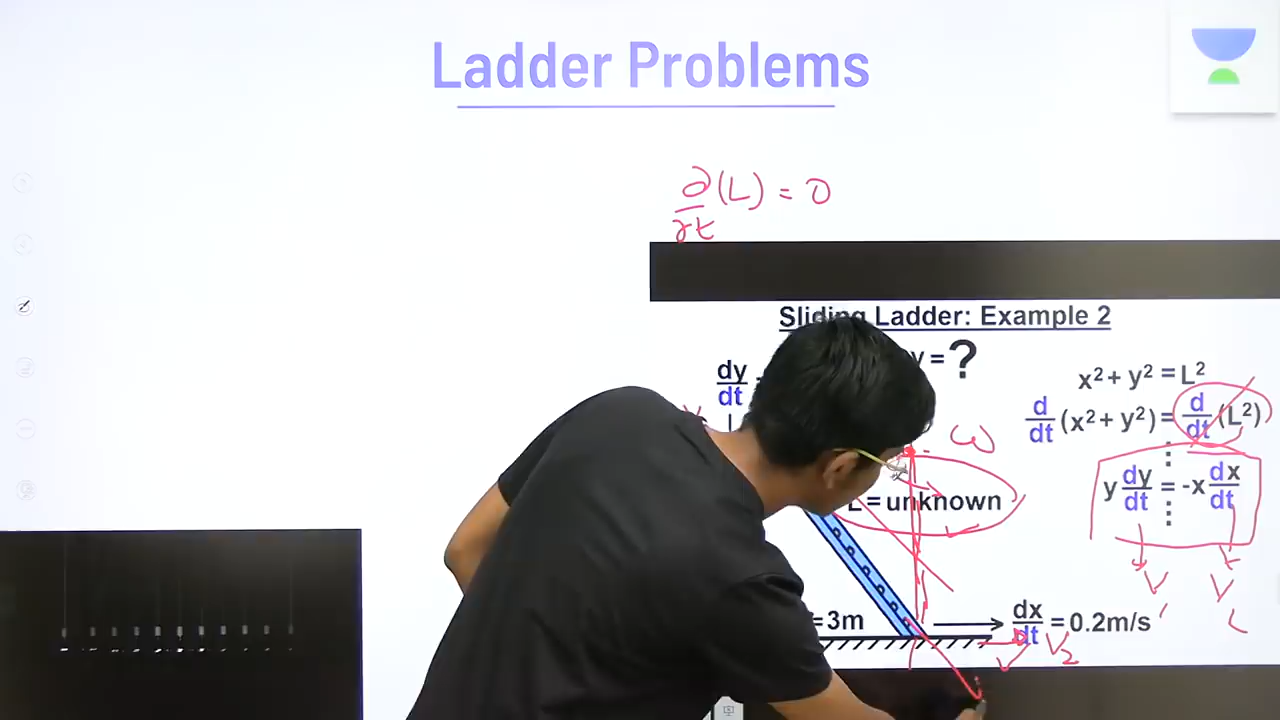 Ladder Problems
∂/∂t (L) = 0
Sliding Ladder: Example 2
y = ?
dy/dt
x² + y² = L²
d/dt (x² + y²) = d/dt (L²)
ω
L = unknown
y dy/dt = -x dx/dt
V V
= 3m
dx/dt = 0.2m/s
V₂